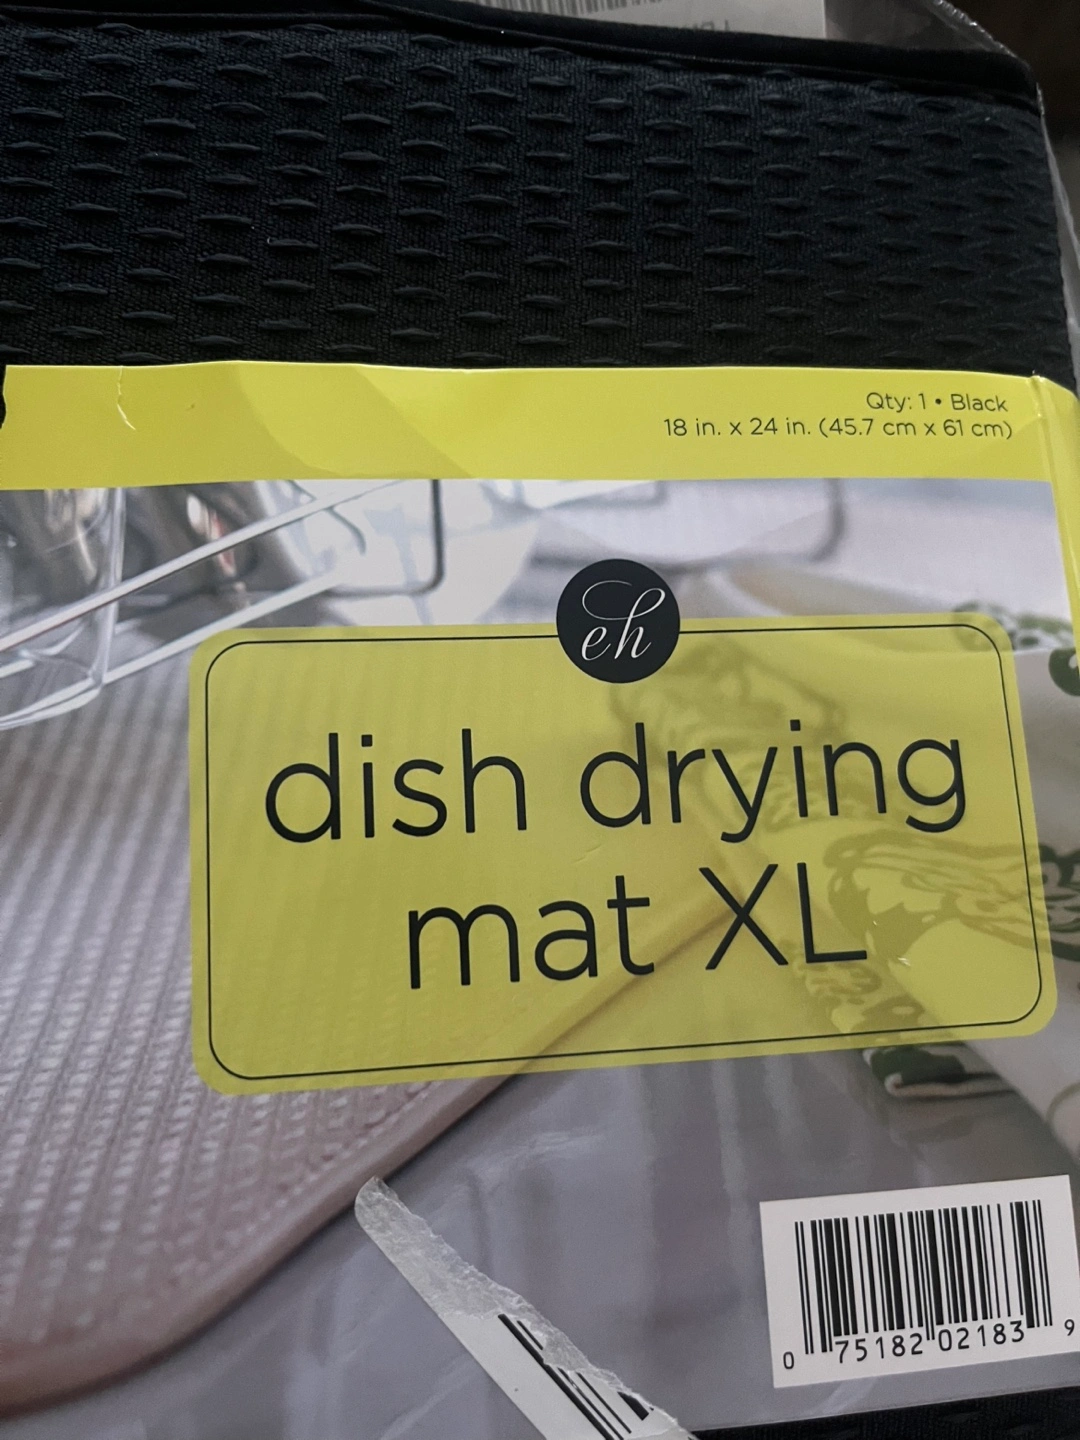 Qty: 1 • Black
18 in. x 24 in. (45.7 cm x 61 cm)
eh
dish drying
mat XL
0 75182 02183 9